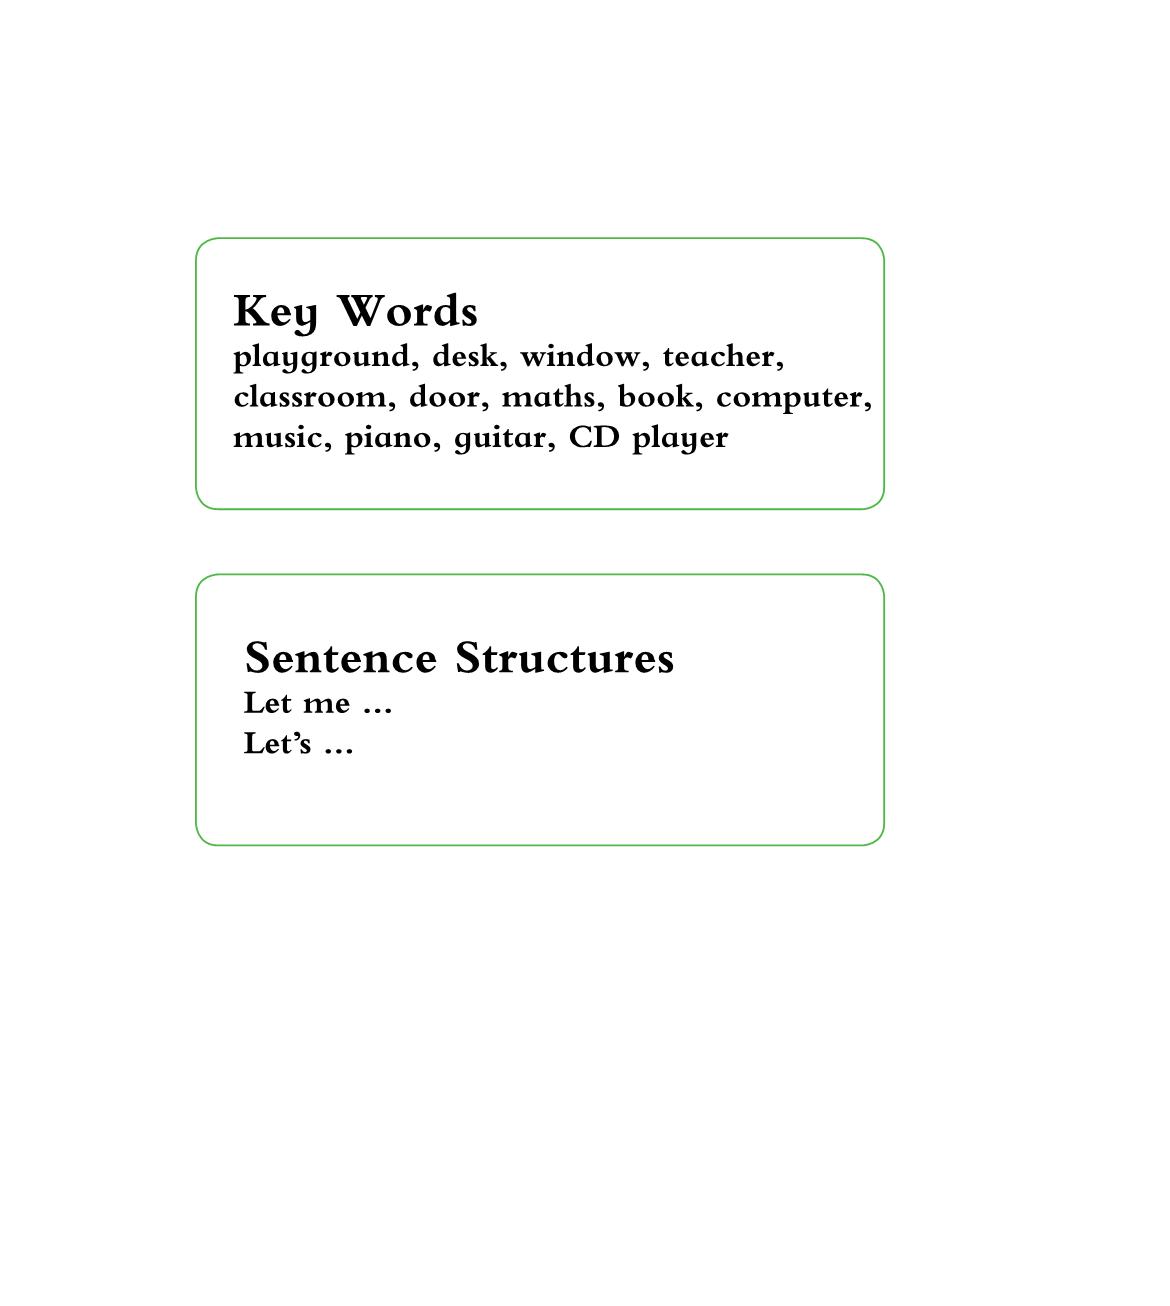 Key Words
playground, desk, window, teacher,
classroom, door, maths, book, computer,
music, piano, guitar, CD player
Sentence Structures
Let me ...
Let’s ...